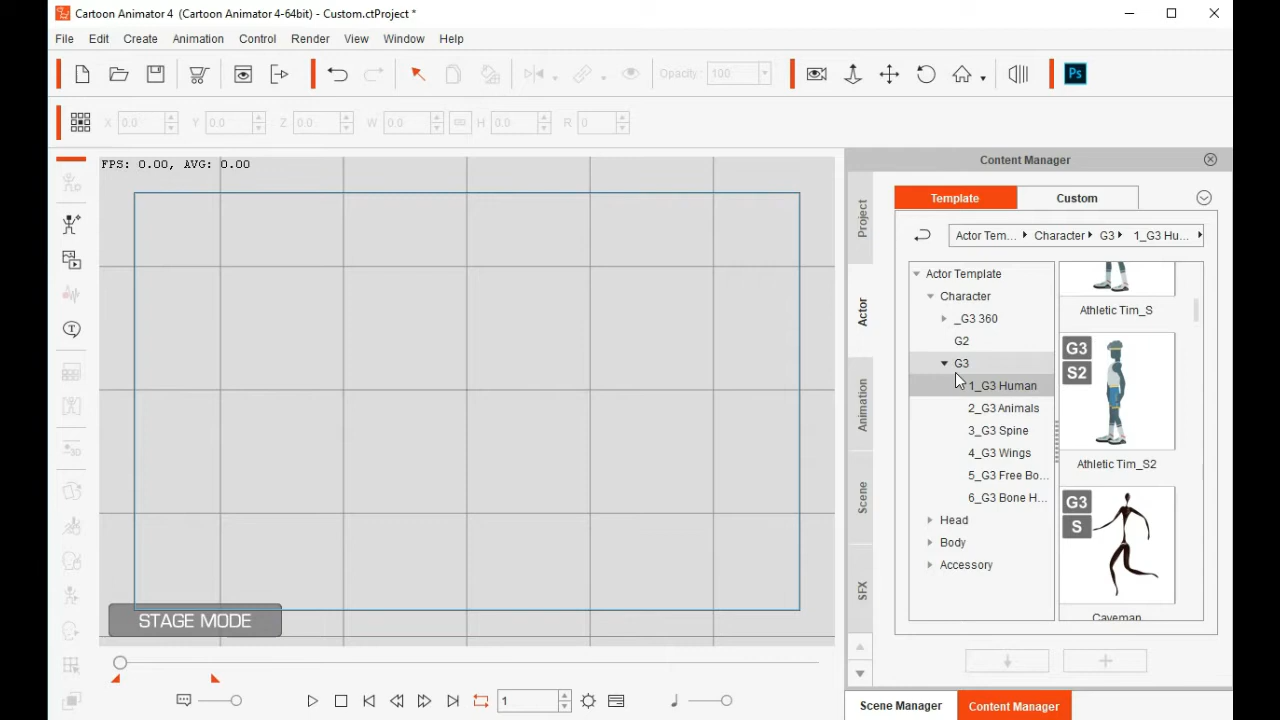 Cartoon Animator 4 (Cartoon Animator 4-64bit) - Custom.ctProject *
File Edit Create Animation Control Render View Window Help
Opacity : 100
Ps
X 0.0 Y 0.0 Z 0.0 W 0.0 H 0.0 R 0
FPS: 0.00, AVG: 0.00
Content Manager
Template Custom
Actor Tem... Character G3 1_G3 Hu...
Project
Actor
Animation
Scene
SFX
Actor Template
Character
_G3 360
G2
G3
1_G3 Human
2_G3 Animals
3_G3 Spine
4_G3 Wings
5_G3 Free Bo...
6_G3 Bone H...
Head
Body
Accessory
Athletic Tim_S
G3
S2
Athletic Tim_S2
G3
S
Caveman
T
3D
STAGE MODE
1
Scene Manager Content Manager